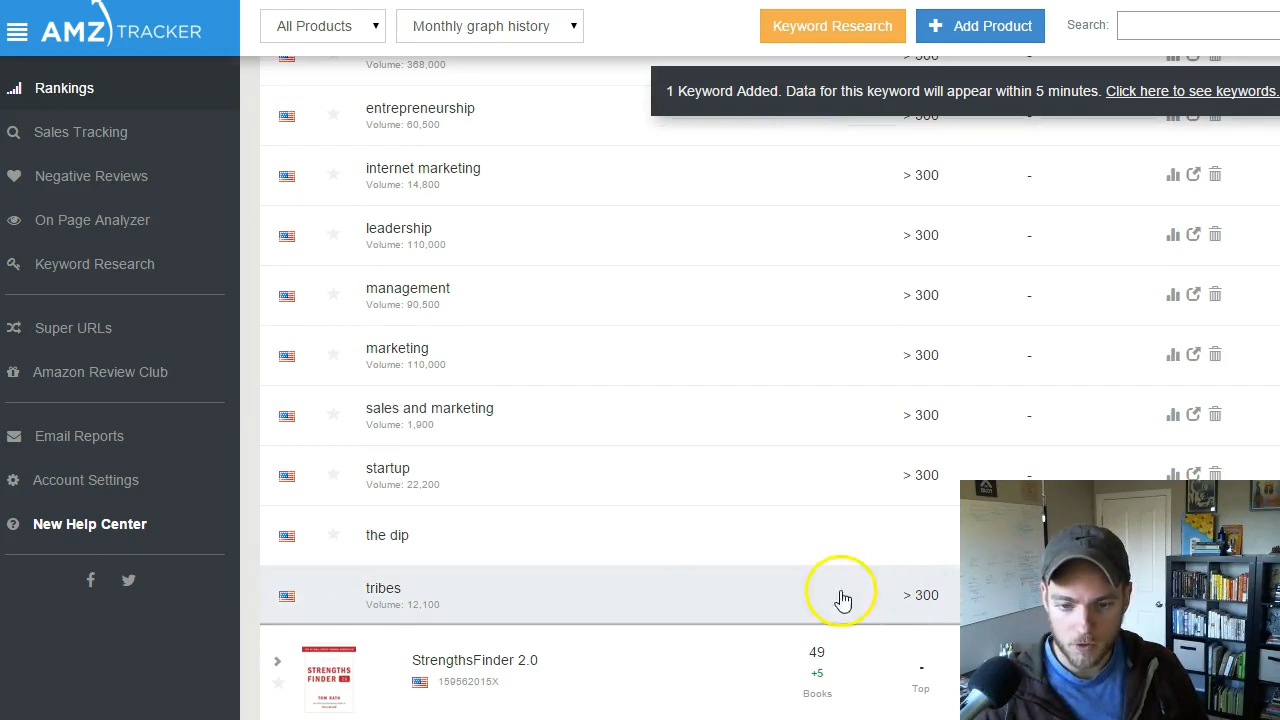 AMZ TRACKER
All Products
Monthly graph history
Keyword Research
Add Product
Search:
Rankings
Sales Tracking
Negative Reviews
On Page Analyzer
Keyword Research
Super URLs
Amazon Review Club
Email Reports
Account Settings
New Help Center
1 Keyword Added. Data for this keyword will appear within 5 minutes. Click here to see keywords.
Volume: 368,000
entrepreneurship
Volume: 60,500
> 300
internet marketing
Volume: 14,800
> 300 -
leadership
Volume: 110,000
> 300 -
management
Volume: 90,500
> 300 -
marketing
Volume: 110,000
> 300 -
sales and marketing
Volume: 1,900
> 300 -
startup
Volume: 22,200
> 300 -
the dip
tribes
Volume: 12,100
> 300
STRENGTHS
FINDER
TOM RATH
StrengthsFinder 2.0
159562015X
49
+5
Books
-
Top